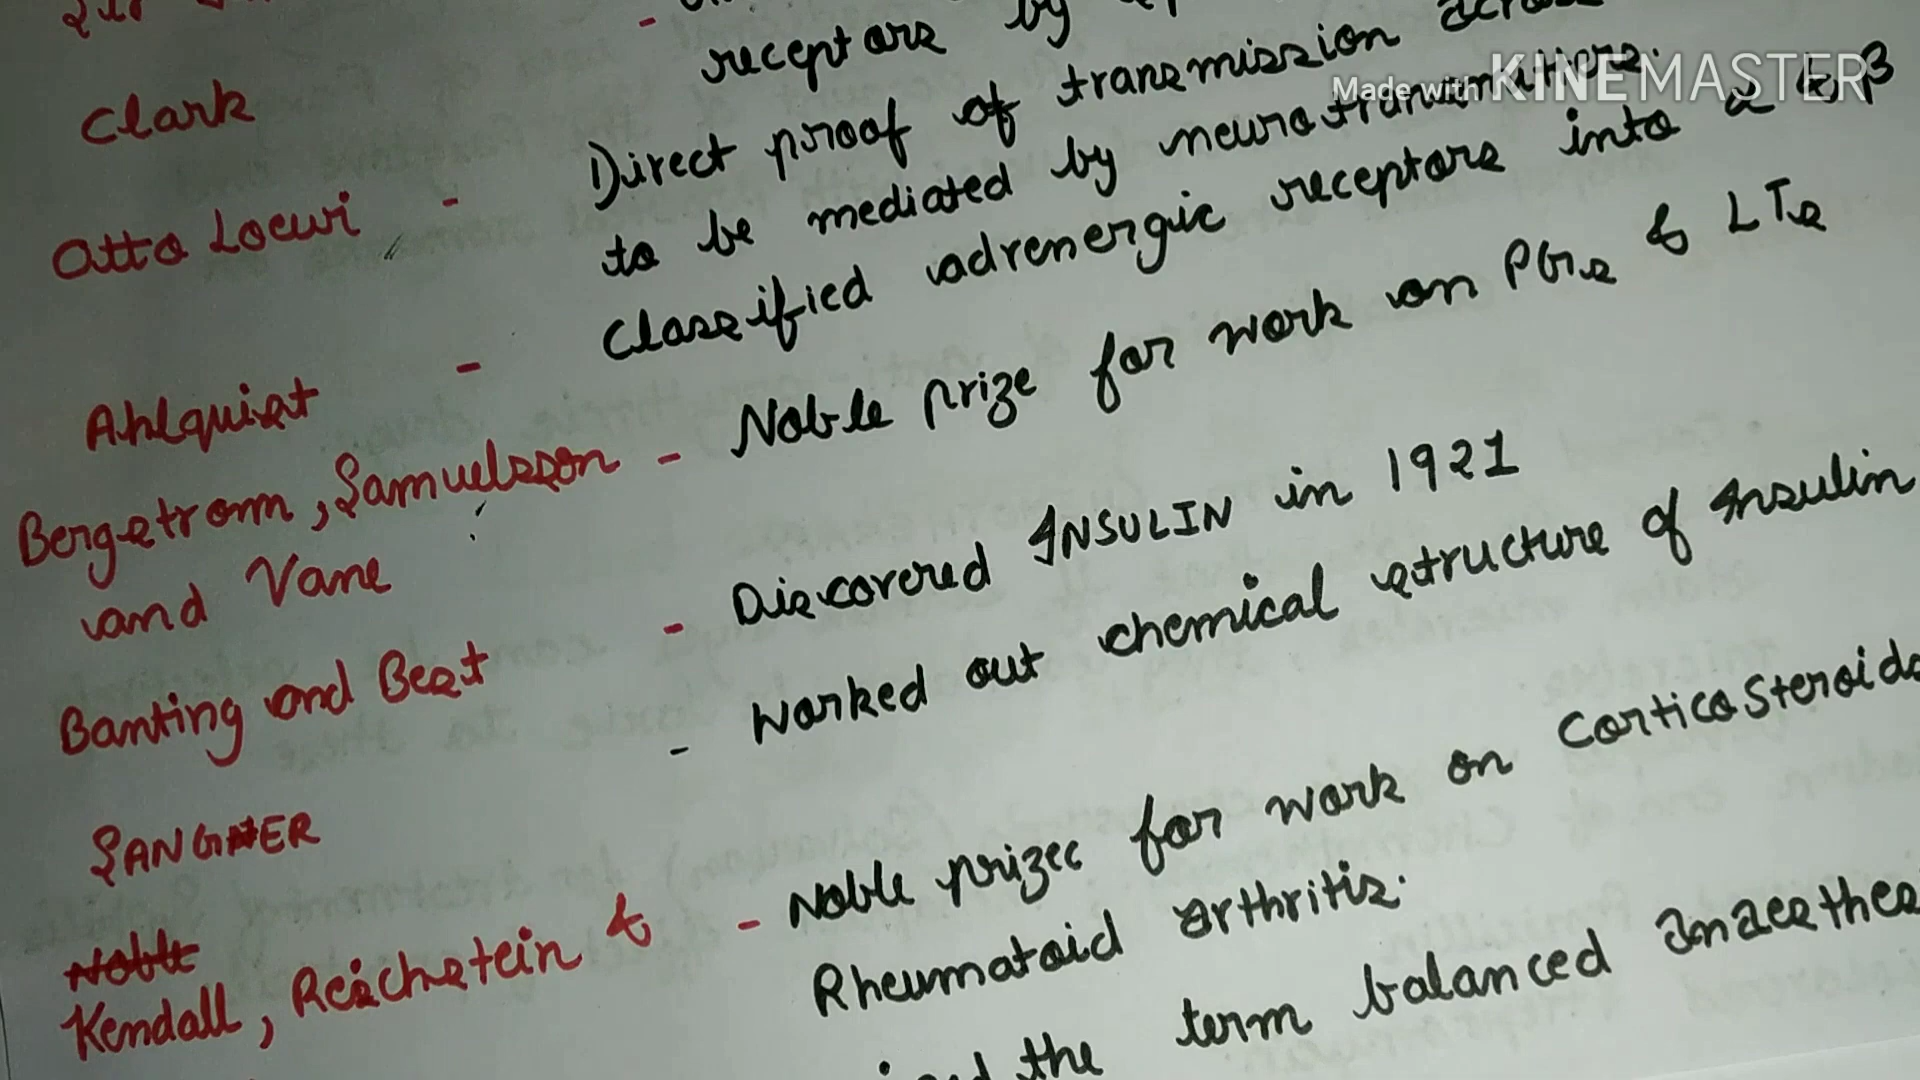 receptors by
Clark
Direct proof of transmission across
Otto Loewi - to be mediated by neurotransmitters.
Made with KINEMASTER
Classified adrenergic receptors into α & β
Ahlquist -
Bergstrom, Samuelsson - Noble prize for work on PGs & LTs
and Vane
Banting and Best - Discovered INSULIN in 1921
- Worked out chemical structure of Insulin
SANGER
Noble
Kendall, Reichstein & - Noble prizec for work on corticosteroids
Rheumatoid arthritis.
the term balanced